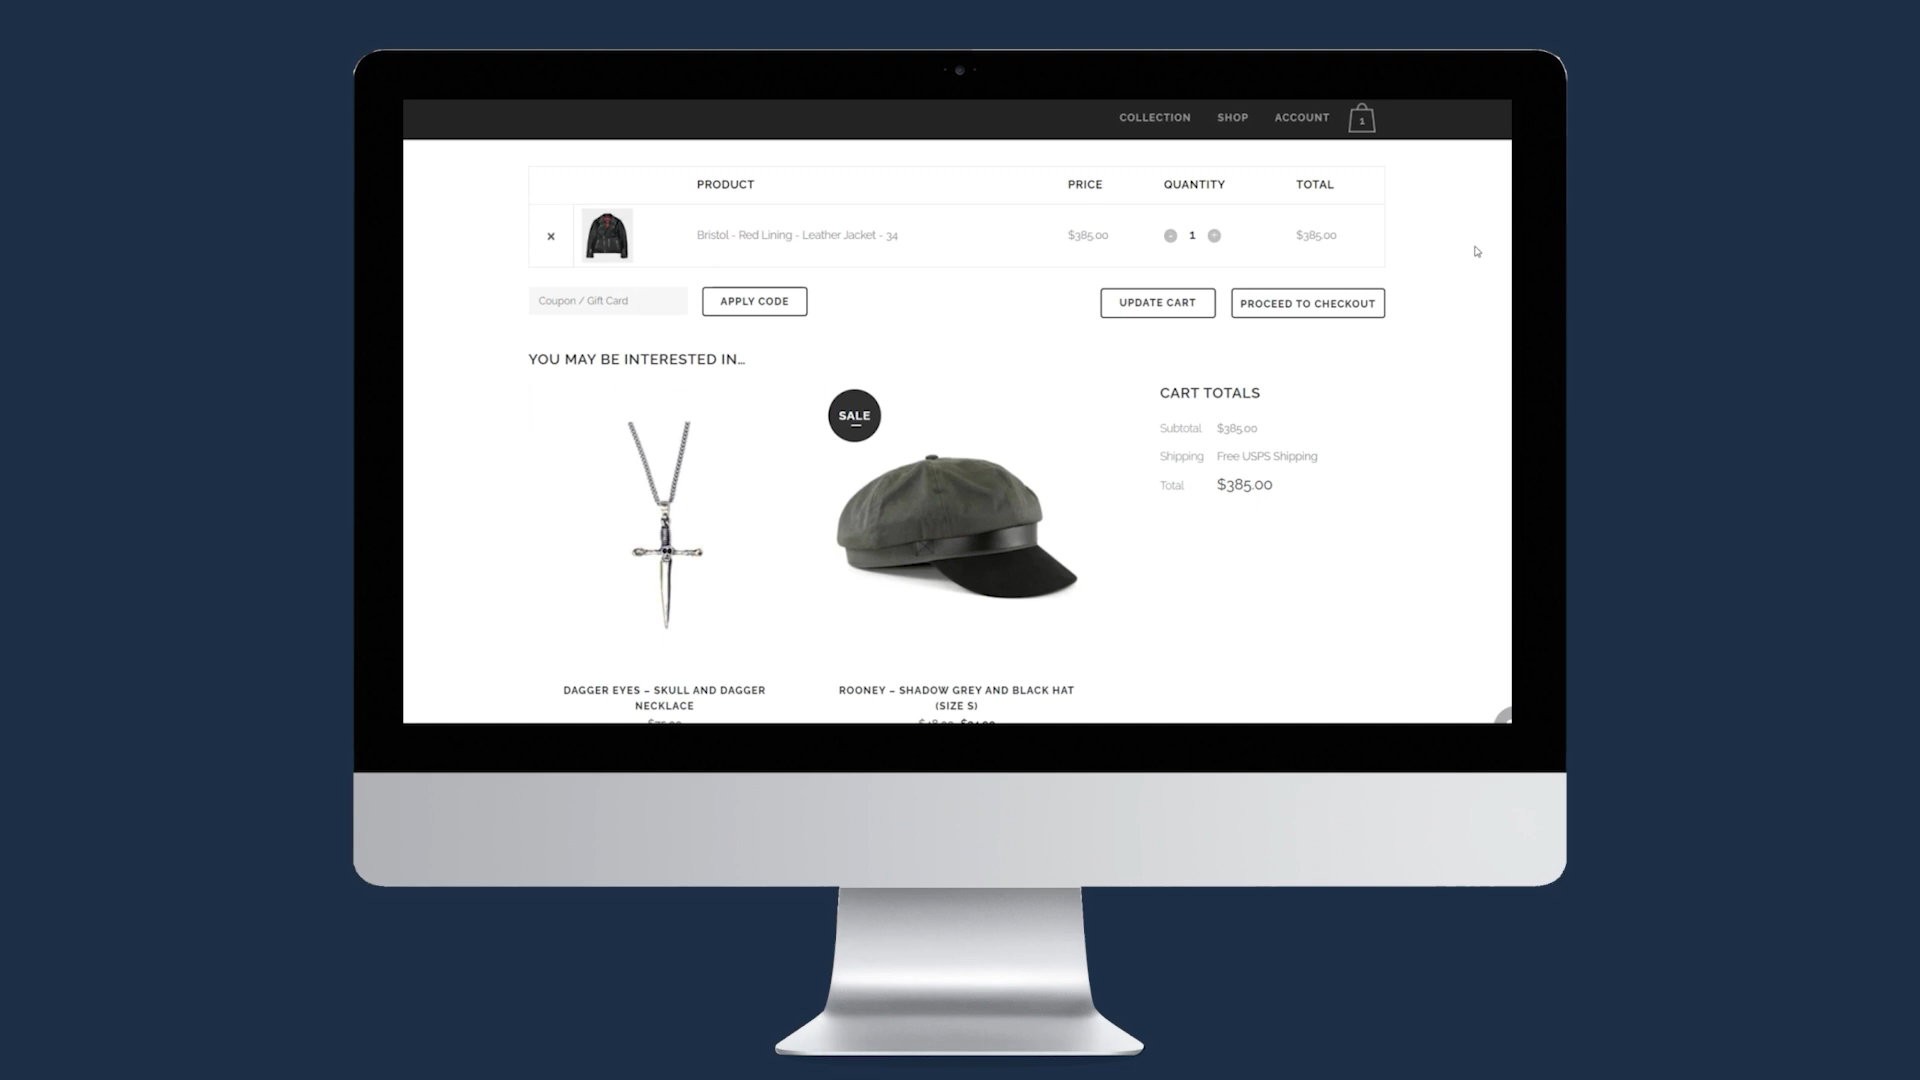 COLLECTION SHOP ACCOUNT 1
PRODUCT PRICE QUANTITY TOTAL
× Bristol - Red Lining - Leather Jacket - 34 $385.00 - 1 + $385.00
Coupon / Gift Card APPLY CODE UPDATE CART PROCEED TO CHECKOUT
YOU MAY BE INTERESTED IN...
SALE
DAGGER EYES – SKULL AND DAGGER
NECKLACE
ROONEY – SHADOW GREY AND BLACK HAT
(SIZE S)
CART TOTALS
Subtotal $385.00
Shipping Free USPS Shipping
Total $385.00